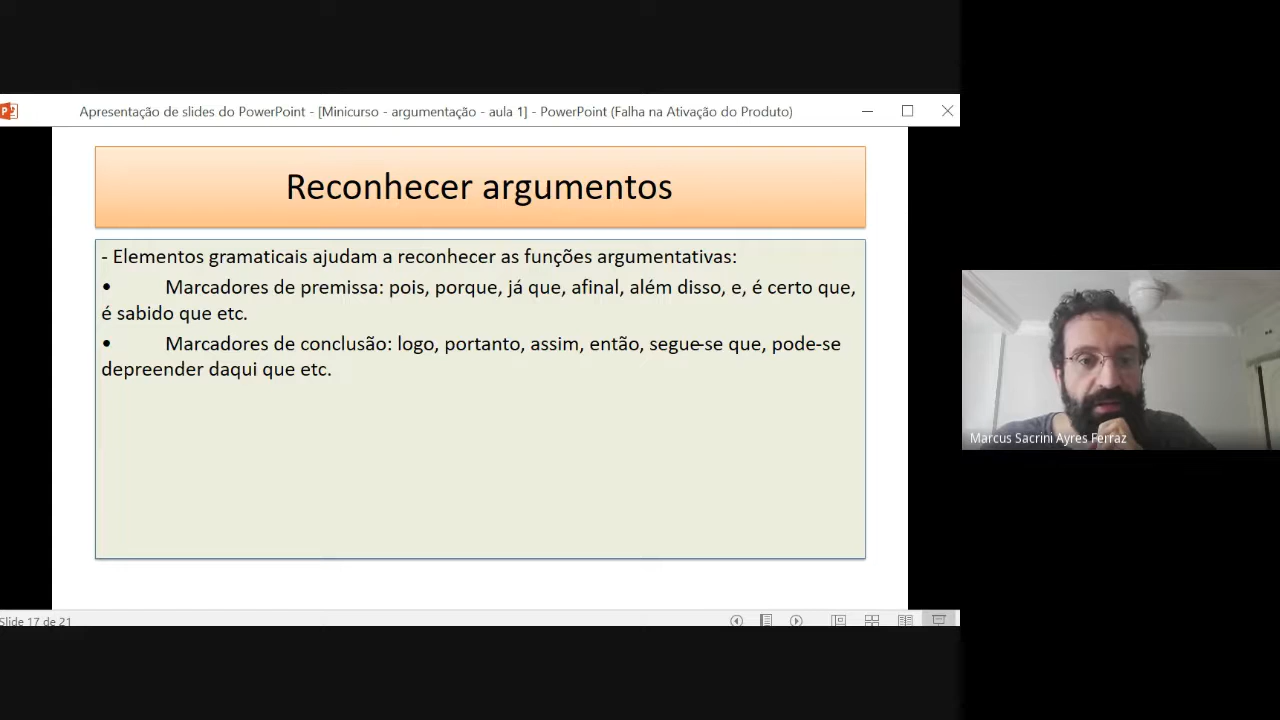 Apresentação de slides do PowerPoint - [Minicurso - argumentação - aula 1] - PowerPoint (Falha na Ativação do Produto)
Reconhecer argumentos
- Elementos gramaticais ajudam a reconhecer as funções argumentativas:
• Marcadores de premissa: pois, porque, já que, afinal, além disso, e, é certo que,
é sabido que etc.
• Marcadores de conclusão: logo, portanto, assim, então, segue-se que, pode-se
depreender daqui que etc.
Marcus Sacrini Ayres Ferraz
Slide 17 de 21